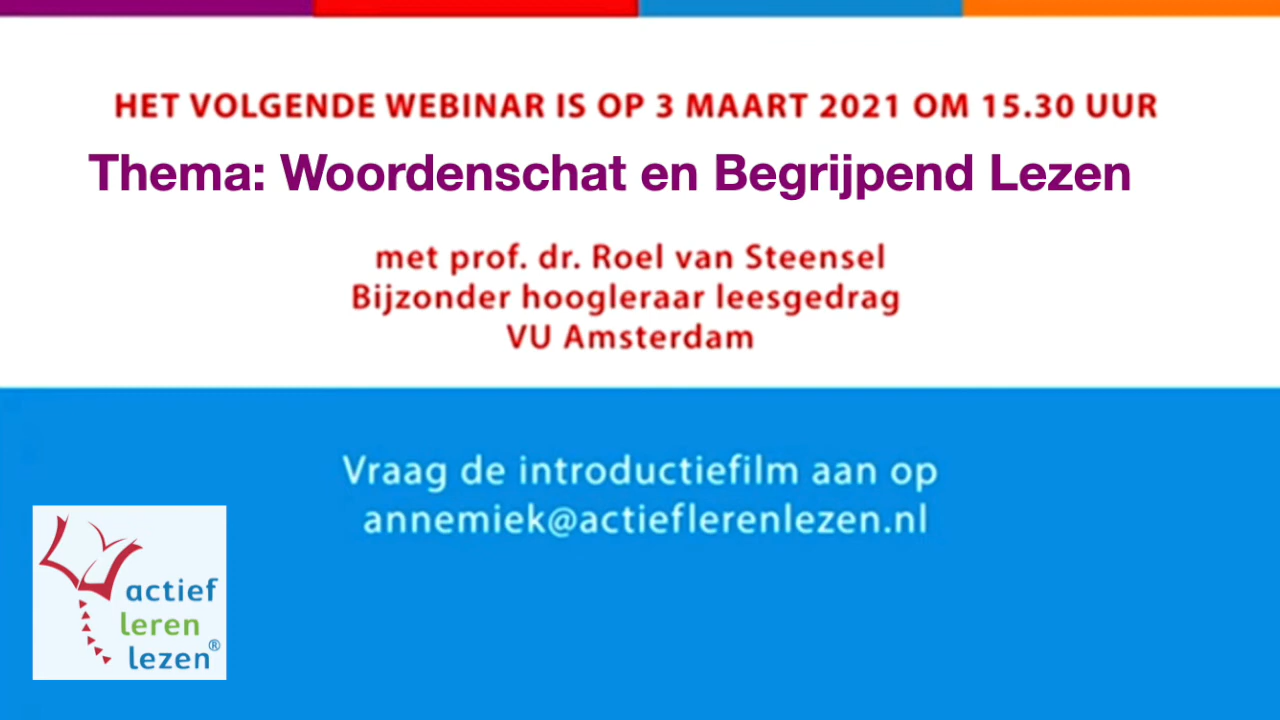 HET VOLGENDE WEBINAR IS OP 3 MAART 2021 OM 15.30 UUR
Thema: Woordenschat en Begrijpend Lezen
met prof. dr. Roel van Steensel
Bijzonder hoogleraar leesgedrag
VU Amsterdam
Vraag de introductiefilm aan op
annemiek@actieflerenlezen.nl
actief
leren
lezen®